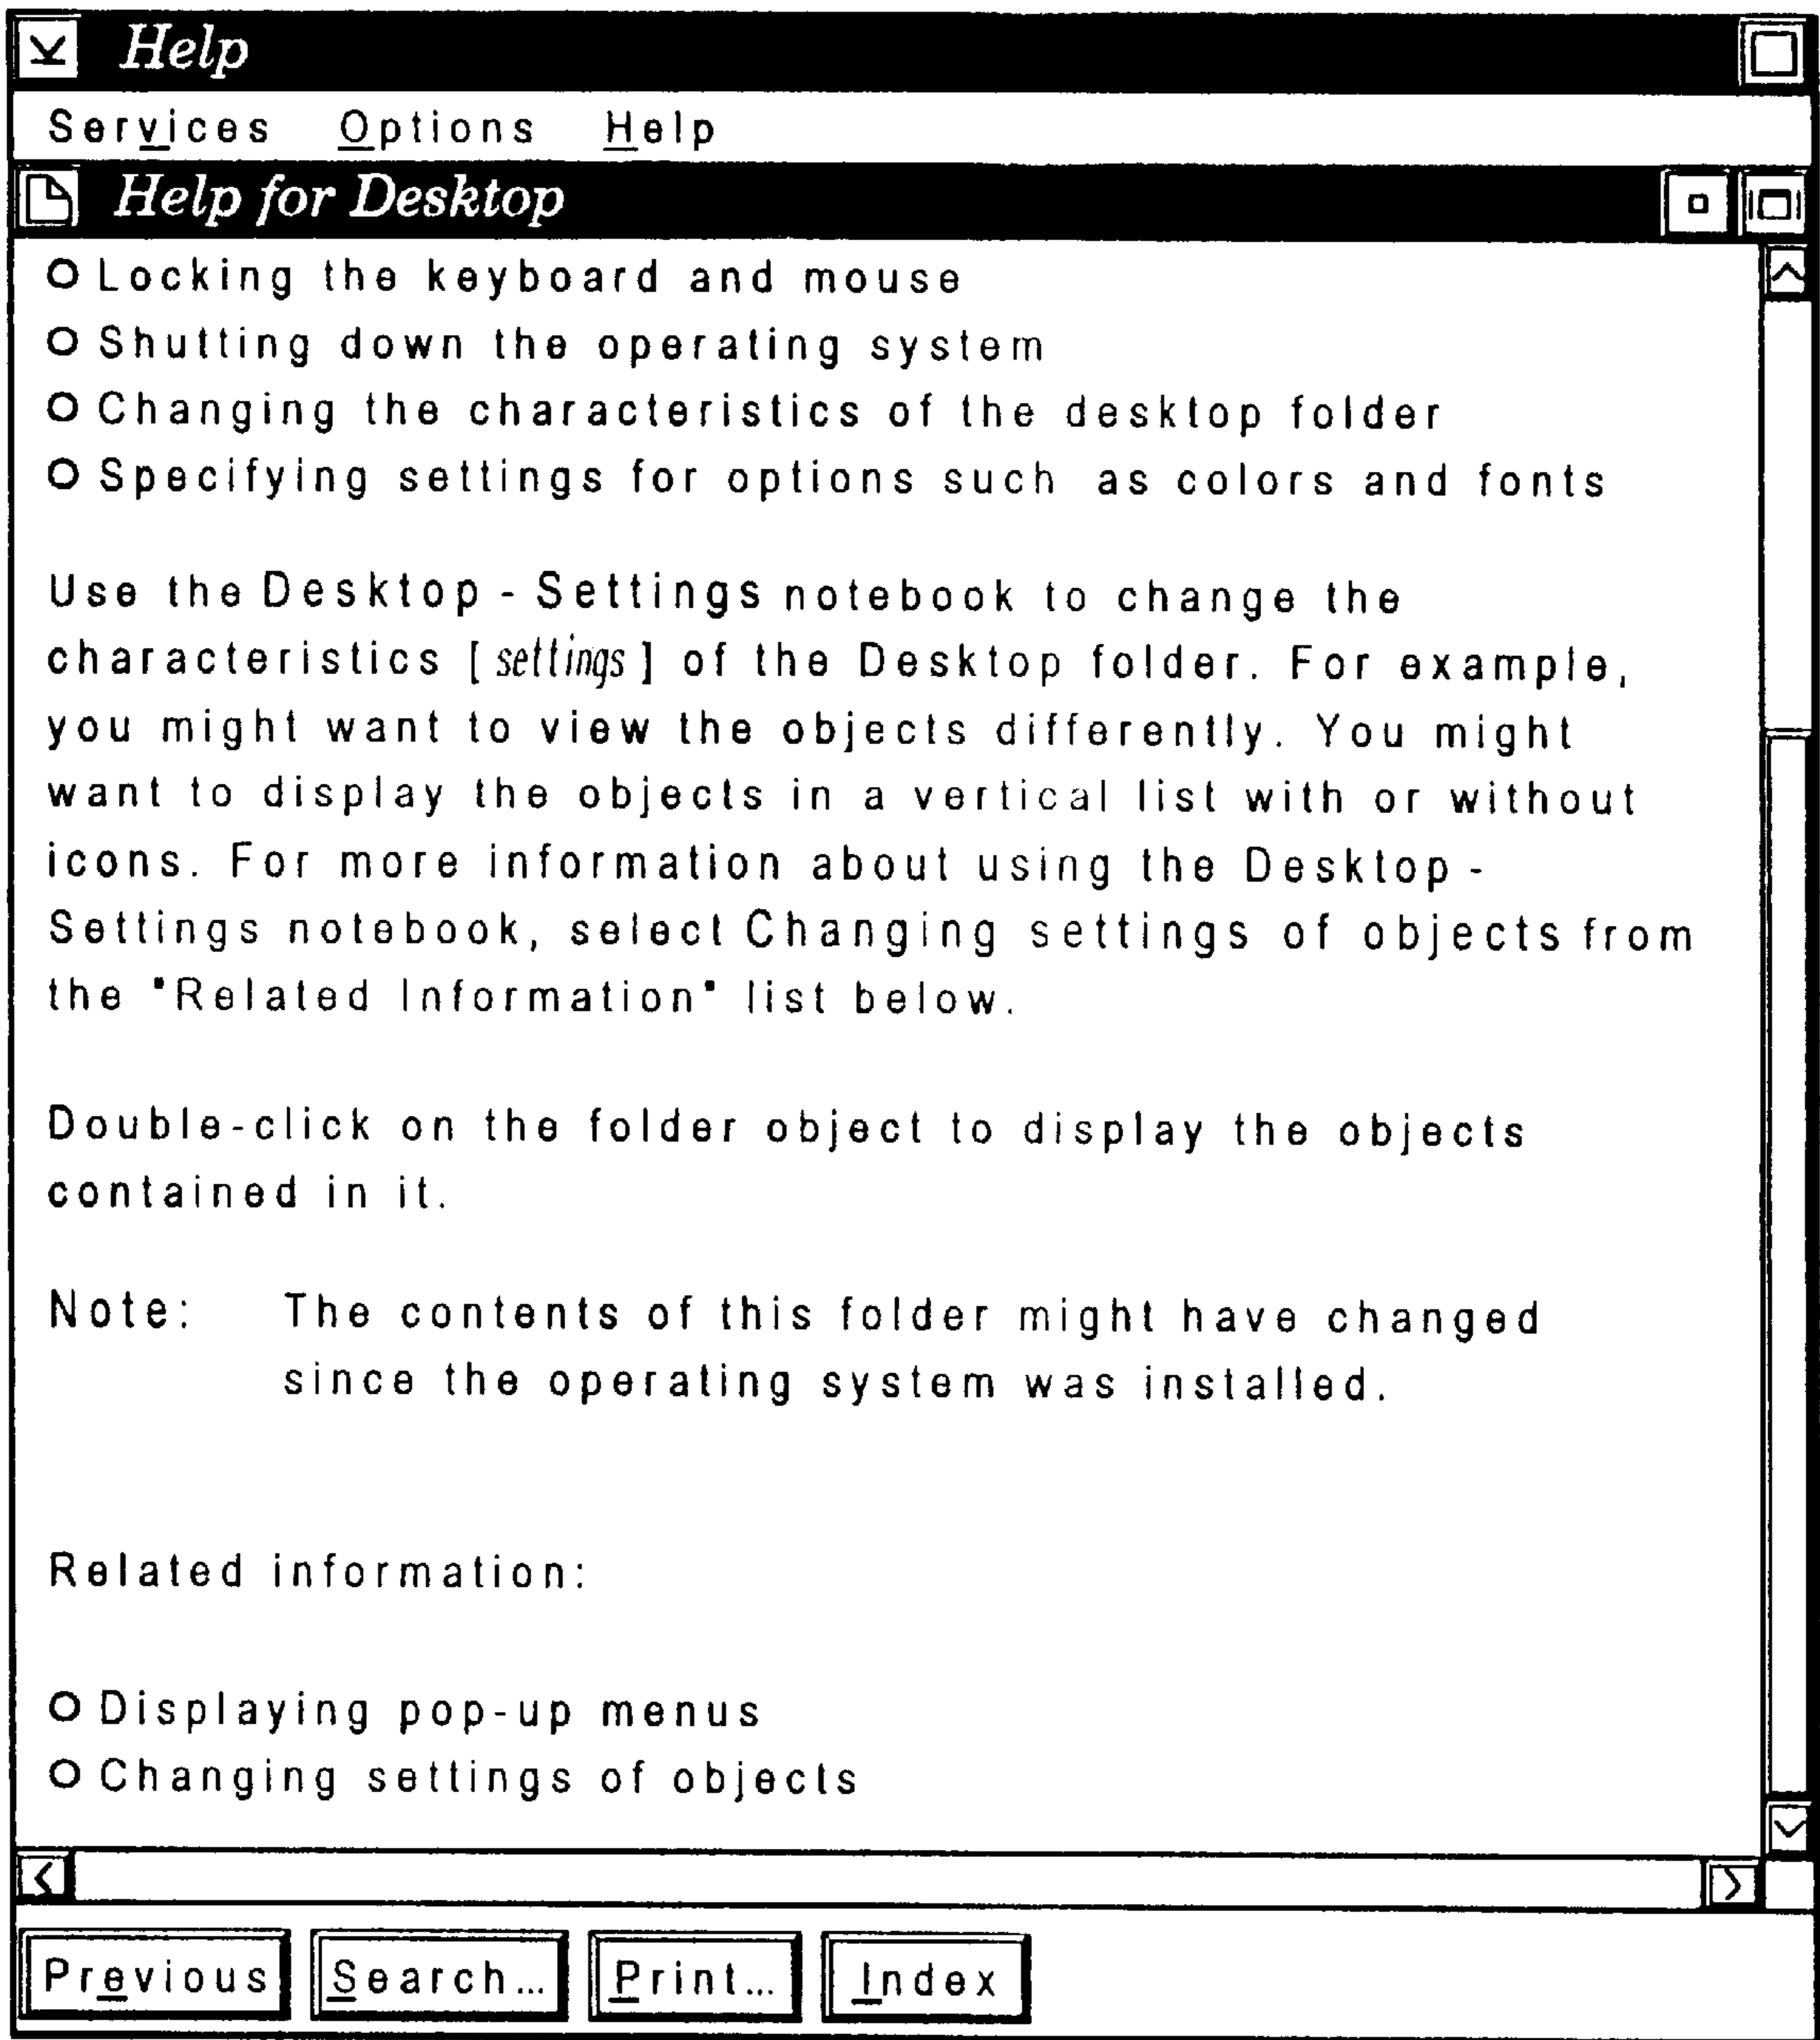 Help
Services Options Help
Help for Desktop
O Locking the keyboard and mouse
O Shutting down the operating system
O Changing the characteristics of the desktop folder
O Specifying settings for options such as colors and fonts
Use the Desktop - Settings notebook to change the
characteristics [settings] of the Desktop folder. For example,
you might want to view the objects differently. You might
want to display the objects in a vertical list with or without
icons. For more information about using the Desktop -
Settings notebook, select Changing settings of objects from
the "Related Information" list below.
Double-click on the folder object to display the objects
contained in it.
Note: The contents of this folder might have changed
since the operating system was installed.
Related information:
O Displaying pop-up menus
O Changing settings of objects
Previous Search... Print... Index